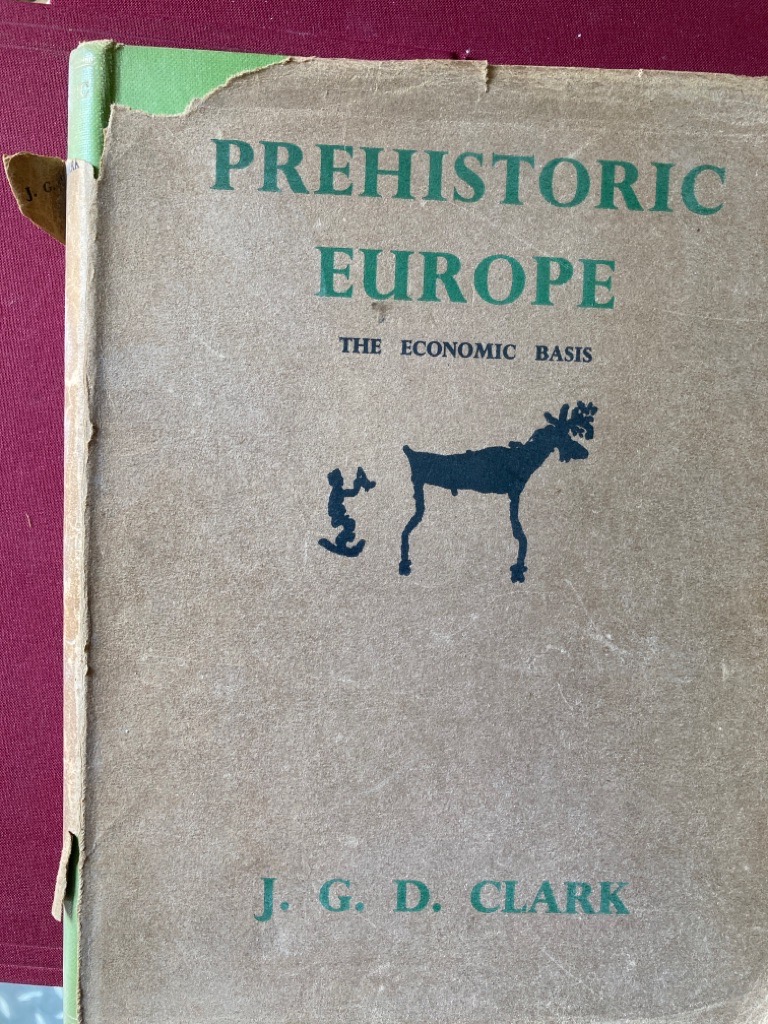 PREHISTORIC
EUROPE
THE ECONOMIC BASIS
J. G. D. CLARK
J. G.